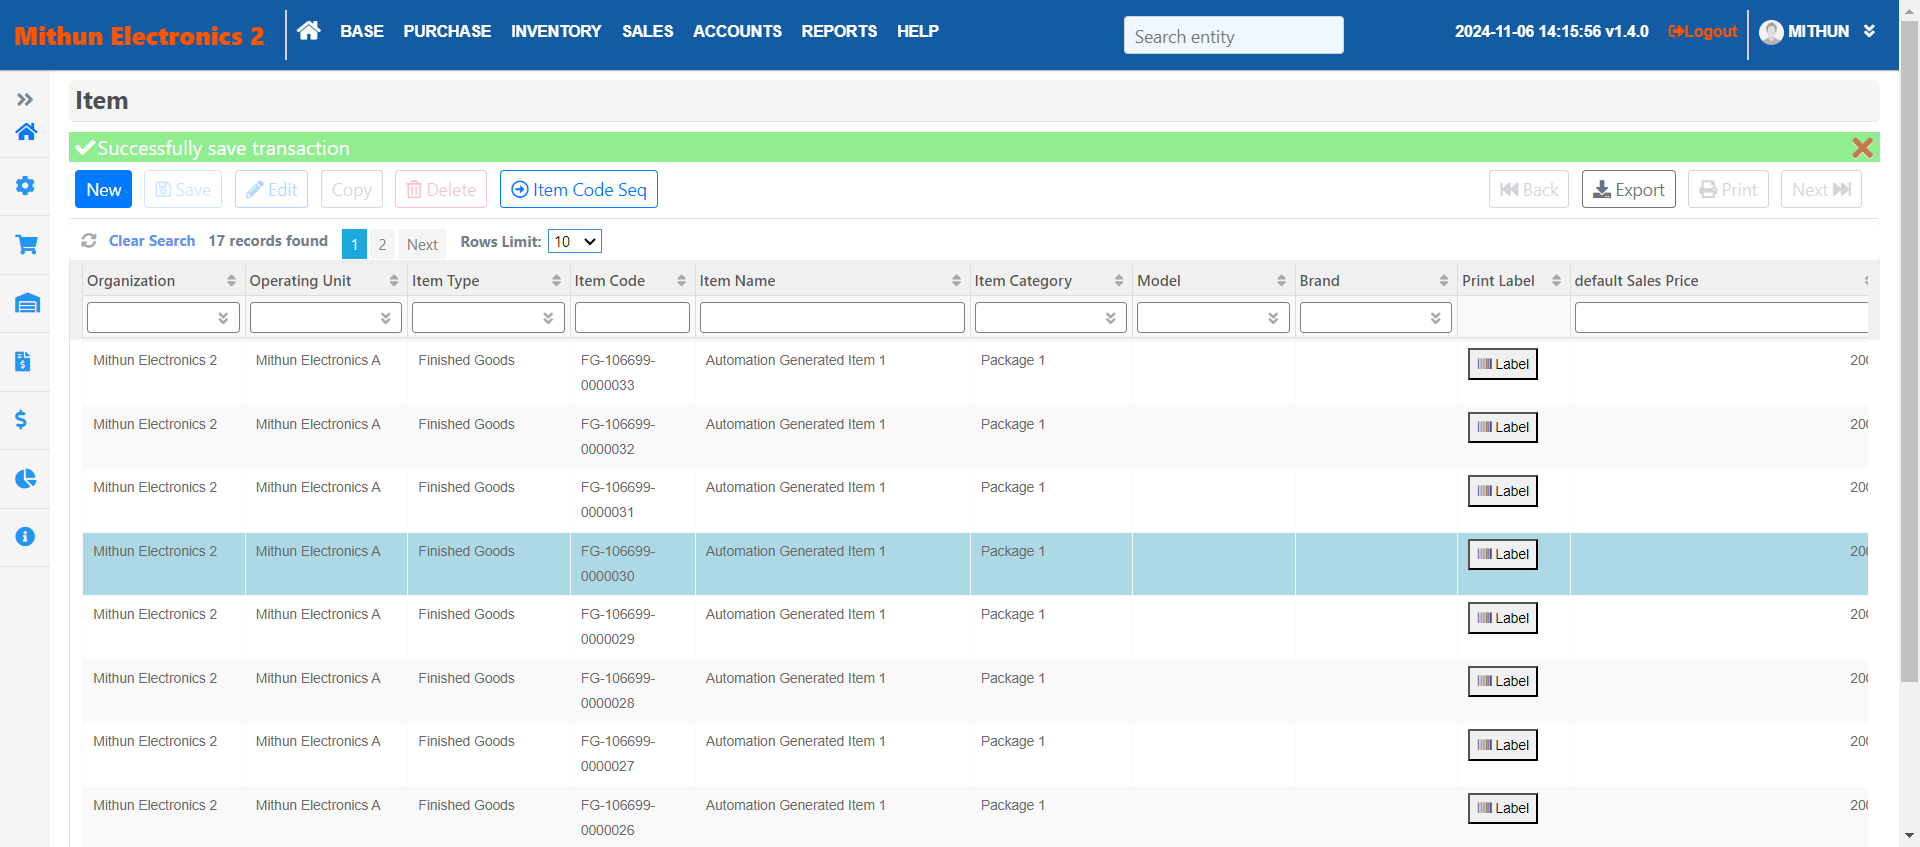 Mithun Electronics 2
BASE PURCHASE INVENTORY SALES ACCOUNTS REPORTS HELP
Search entity
2024-11-06 14:15:56 v1.4.0 Logout MITHUN
Item
Successfully save transaction
New Save Edit Copy Delete Item Code Seq Back Export Print Next
Clear Search 17 records found 1 2 Next Rows Limit: 10
Organization Operating Unit Item Type Item Code Item Name Item Category Model Brand Print Label default Sales Price
Mithun Electronics 2 Mithun Electronics A Finished Goods FG-106699- Automation Generated Item 1 Package 1 Label 200
0000033
Mithun Electronics 2 Mithun Electronics A Finished Goods FG-106699- Automation Generated Item 1 Package 1 Label 200
0000032
Mithun Electronics 2 Mithun Electronics A Finished Goods FG-106699- Automation Generated Item 1 Package 1 Label 200
0000031
Mithun Electronics 2 Mithun Electronics A Finished Goods FG-106699- Automation Generated Item 1 Package 1 Label 200
0000030
Mithun Electronics 2 Mithun Electronics A Finished Goods FG-106699- Automation Generated Item 1 Package 1 Label 200
0000029
Mithun Electronics 2 Mithun Electronics A Finished Goods FG-106699- Automation Generated Item 1 Package 1 Label 200
0000028
Mithun Electronics 2 Mithun Electronics A Finished Goods FG-106699- Automation Generated Item 1 Package 1 Label 200
0000027
Mithun Electronics 2 Mithun Electronics A Finished Goods FG-106699- Automation Generated Item 1 Package 1 Label 200
0000026